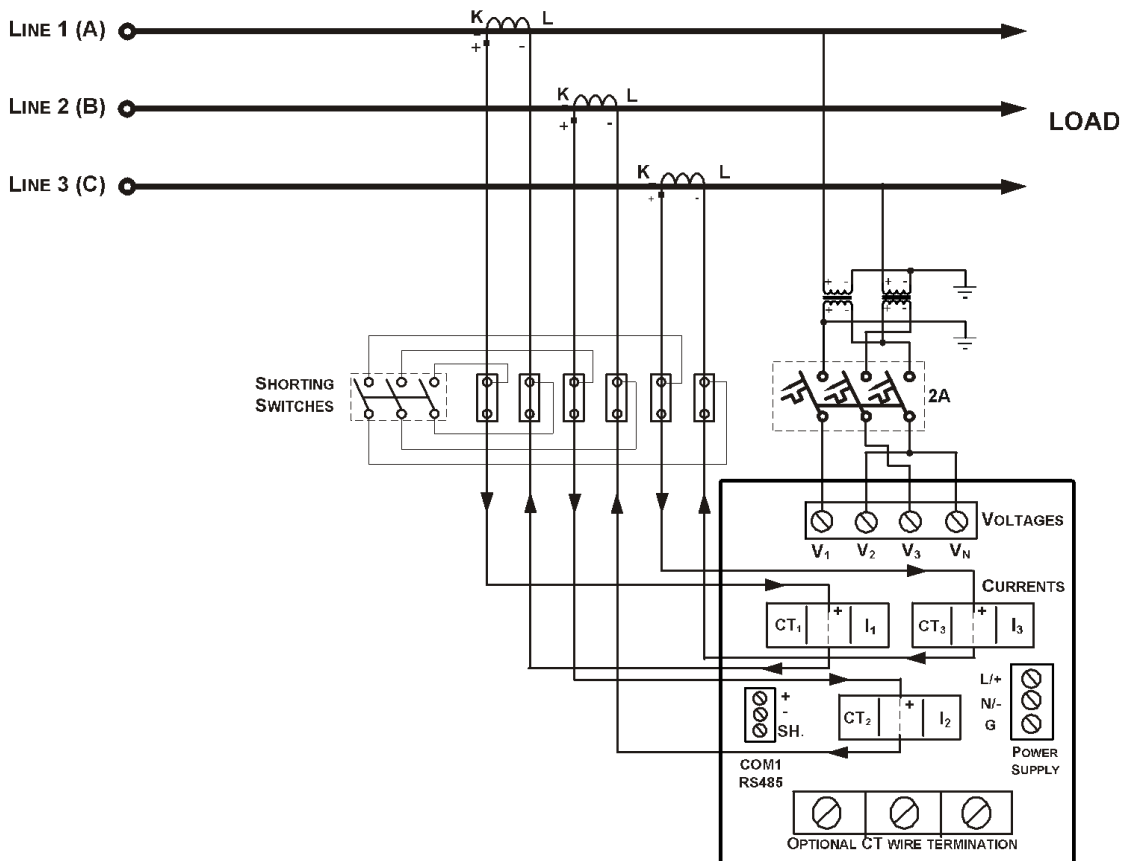 K L
LINE 1 (A)
+ -
K L
LINE 2 (B)
+ -
LOAD
K L
LINE 3 (C)
+ -
+ - + -
+ - + -
SHORTING
SWITCHES
2A
VOLTAGES
V1 V2 V3 VN
CURRENTS
CT1 + I1
CT3 + I3
L/+
N/-
G
+
-
SH.
CT2 + I2
COM1
RS485
POWER
SUPPLY
OPTIONAL CT WIRE TERMINATION